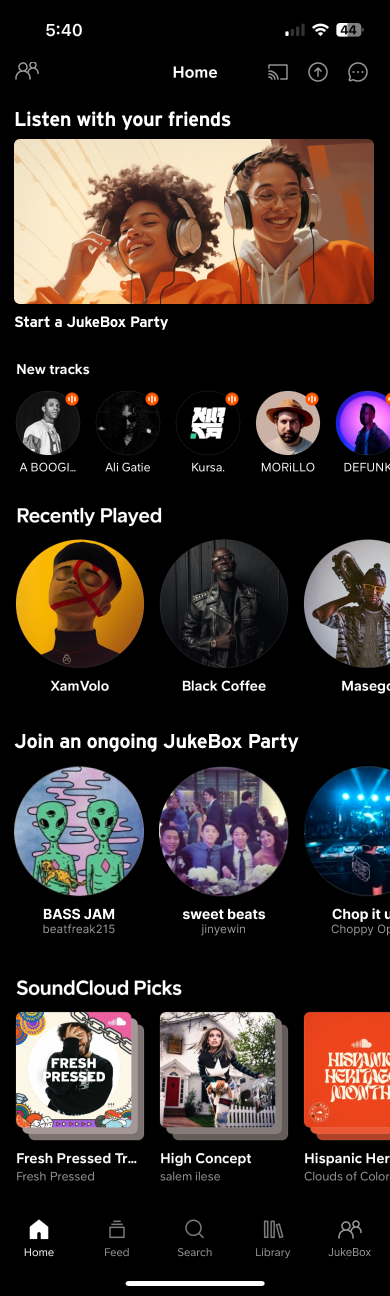 5:40
44
Home
Listen with your friends
Start a JukeBox Party
New tracks
A BOOGI...
Ali Gatie
Kursa.
MORiLLO
DEFUNK
Recently Played
XamVolo
Black Coffee
Masego
Join an ongoing JukeBox Party
BASS JAM
beatfreak215
sweet beats
jinyewin
Chop it u
Choppy Op
SoundCloud Picks
FRESH
PRESSED
HISPANIC
HERITAGE
MONTH
Fresh Pressed Tr...
Fresh Pressed
High Concept
salem ilese
Hispanic Her
Clouds of Color
Home
Feed
Search
Library
JukeBox